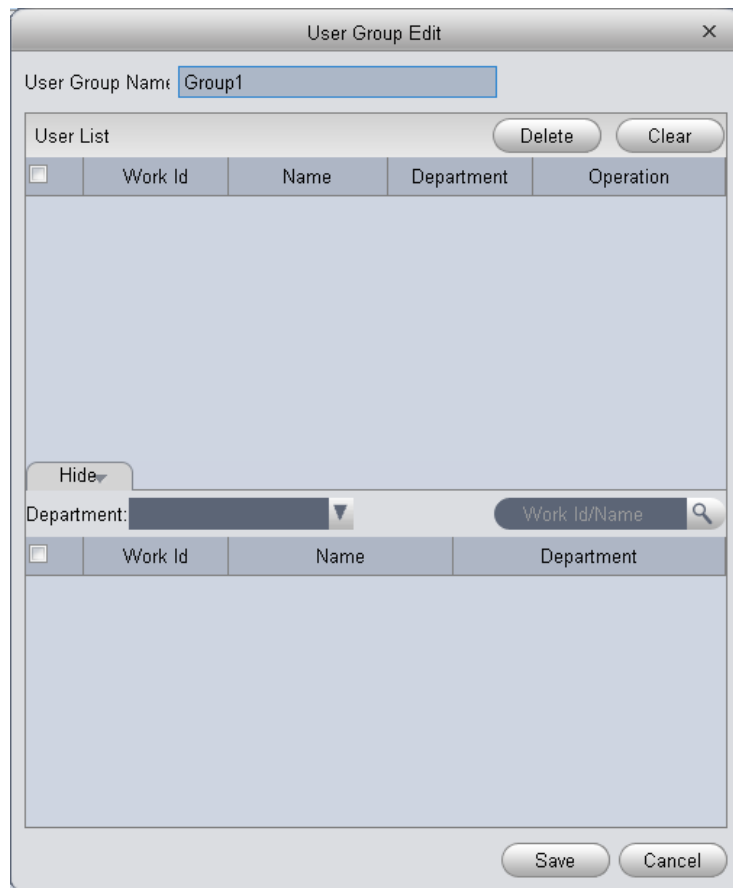 User Group Edit
User Group Name Group1
User List Delete Clear
Work Id Name Department Operation
Hide
Department: Work Id/Name
Work Id Name Department
Save Cancel